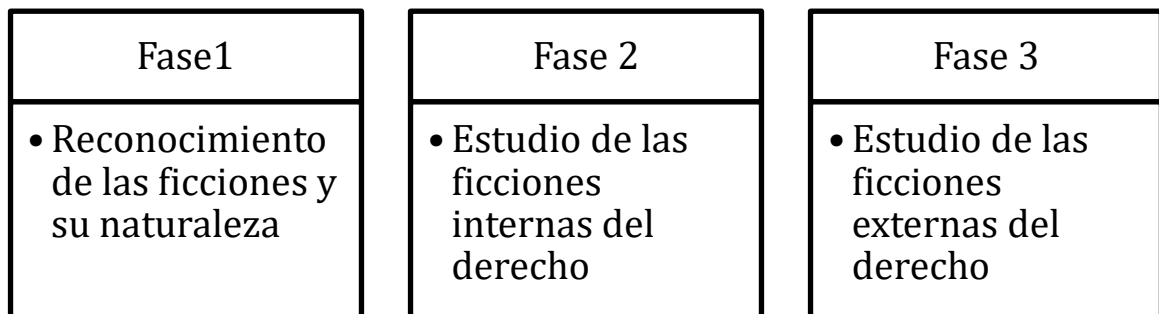 Fase1
• Reconocimiento
de las ficciones y
su naturaleza
Fase 2
• Estudio de las
ficciones
internas del
derecho
Fase 3
• Estudio de las
ficciones
externas del
derecho